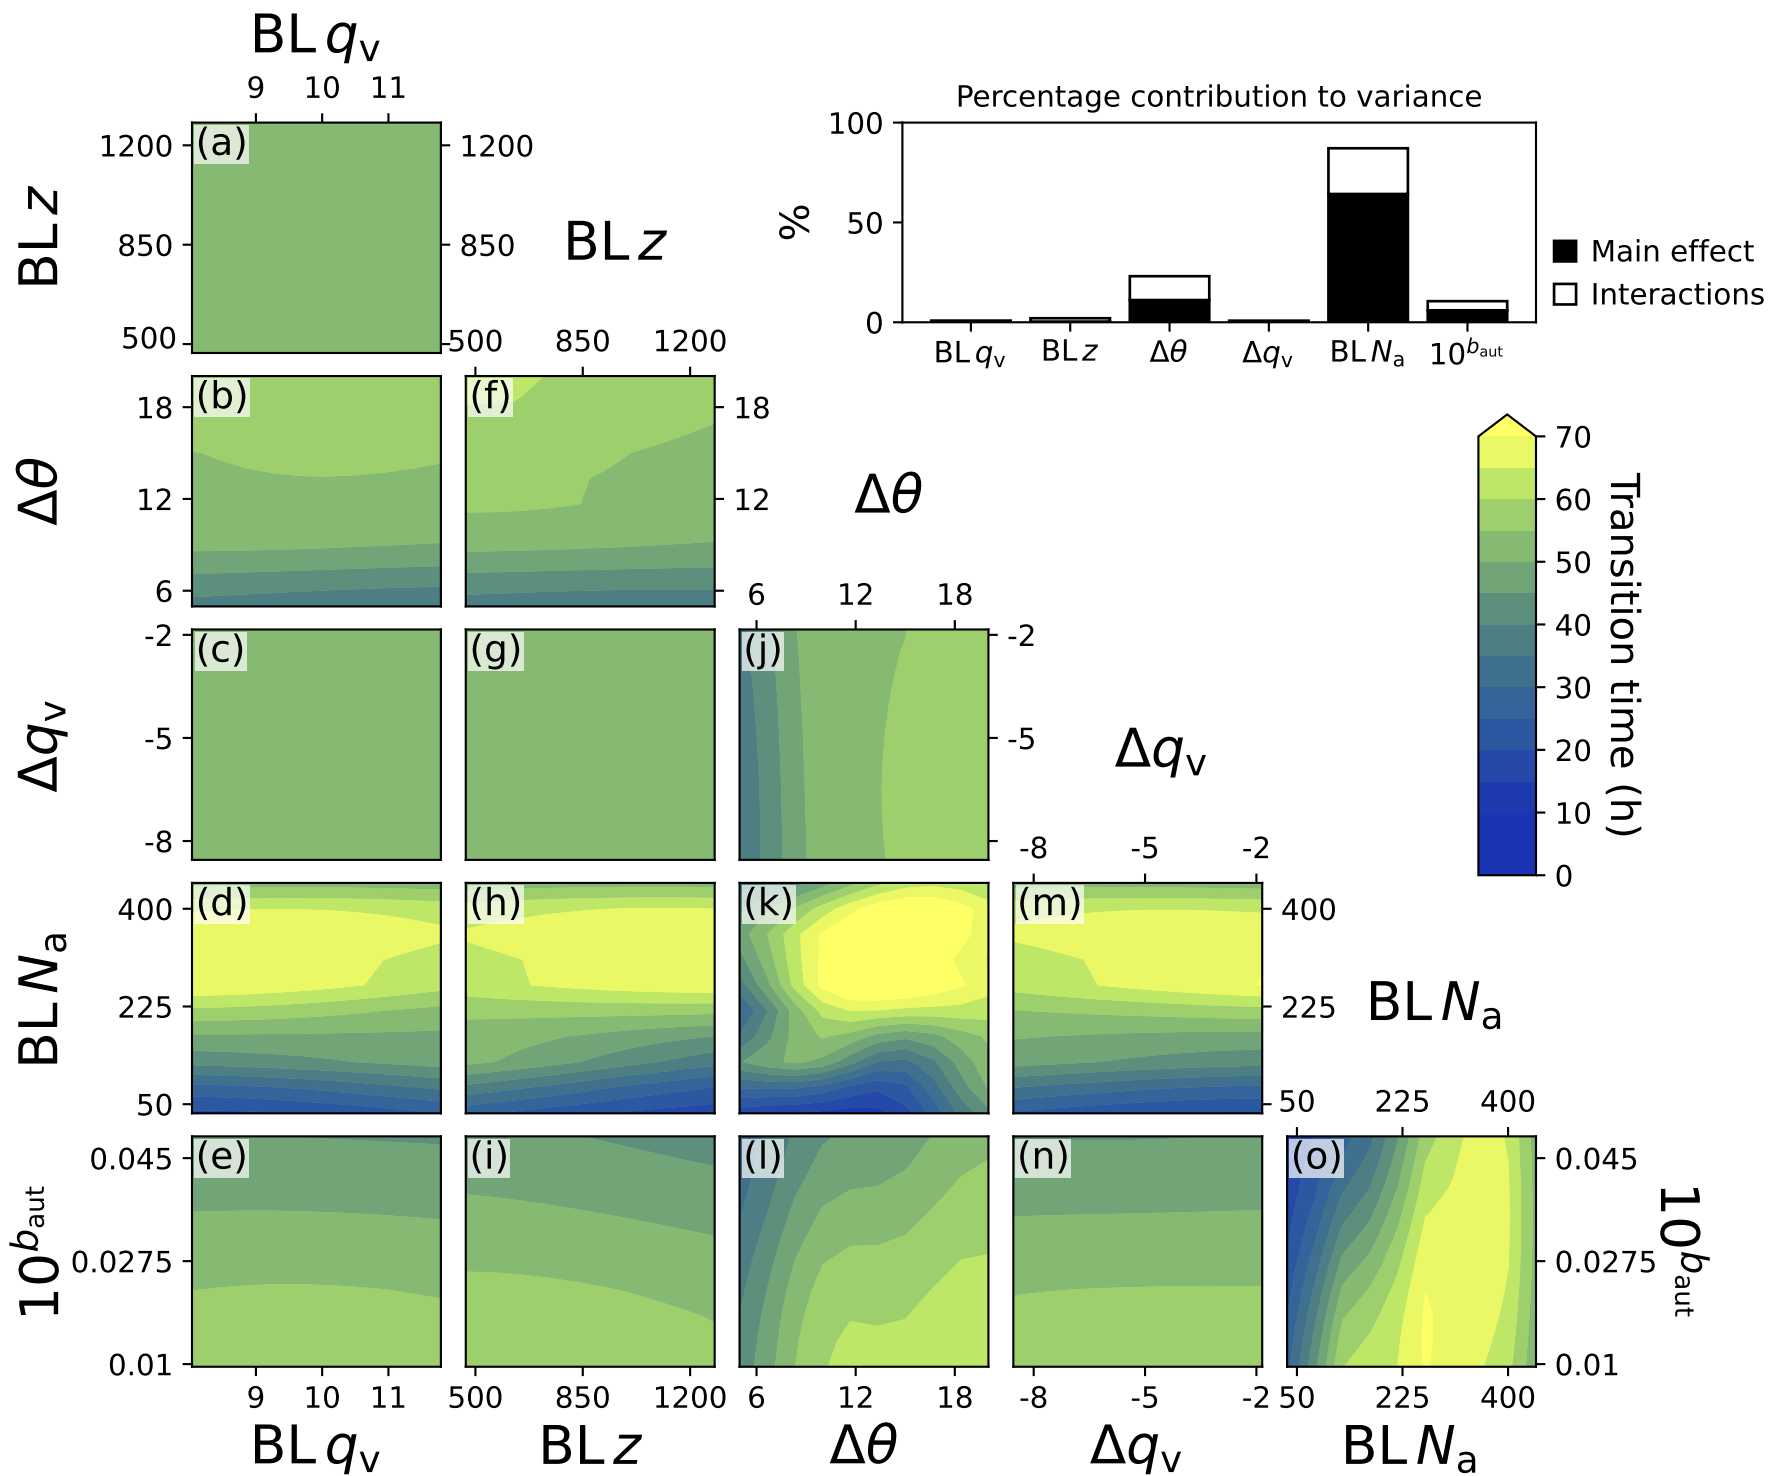 BL qv
9 10 11
Percentage contribution to variance
100
50
0
%
BL qv BL z Δθ Δqv BL Na 10^baut
Main effect
Interactions
BL z
1200
850
500
(a)
1200
850
500
BL z
500 850 1200
Δθ
18
12
6
(b)
(f)
18
12
Δθ
6 12 18
Δqv
-2
-5
-8
(c)
(g)
(j)
-2
-5
Δqv
-8 -5 -2
70
60
50
40
30
20
10
0
Transition time (h)
BL Na
400
225
50
(d)
(h)
(k)
(m)
400
225
50
BL Na
225 400
10^baut
0.045
0.0275
0.01
(e)
(i)
(l)
(n)
(o)
0.045
0.0275
0.01
10^baut
9 10 11
500 850 1200
6 12 18
-8 -5 -2
50 225 400
BL qv
BL z
Δθ
Δqv
BL Na